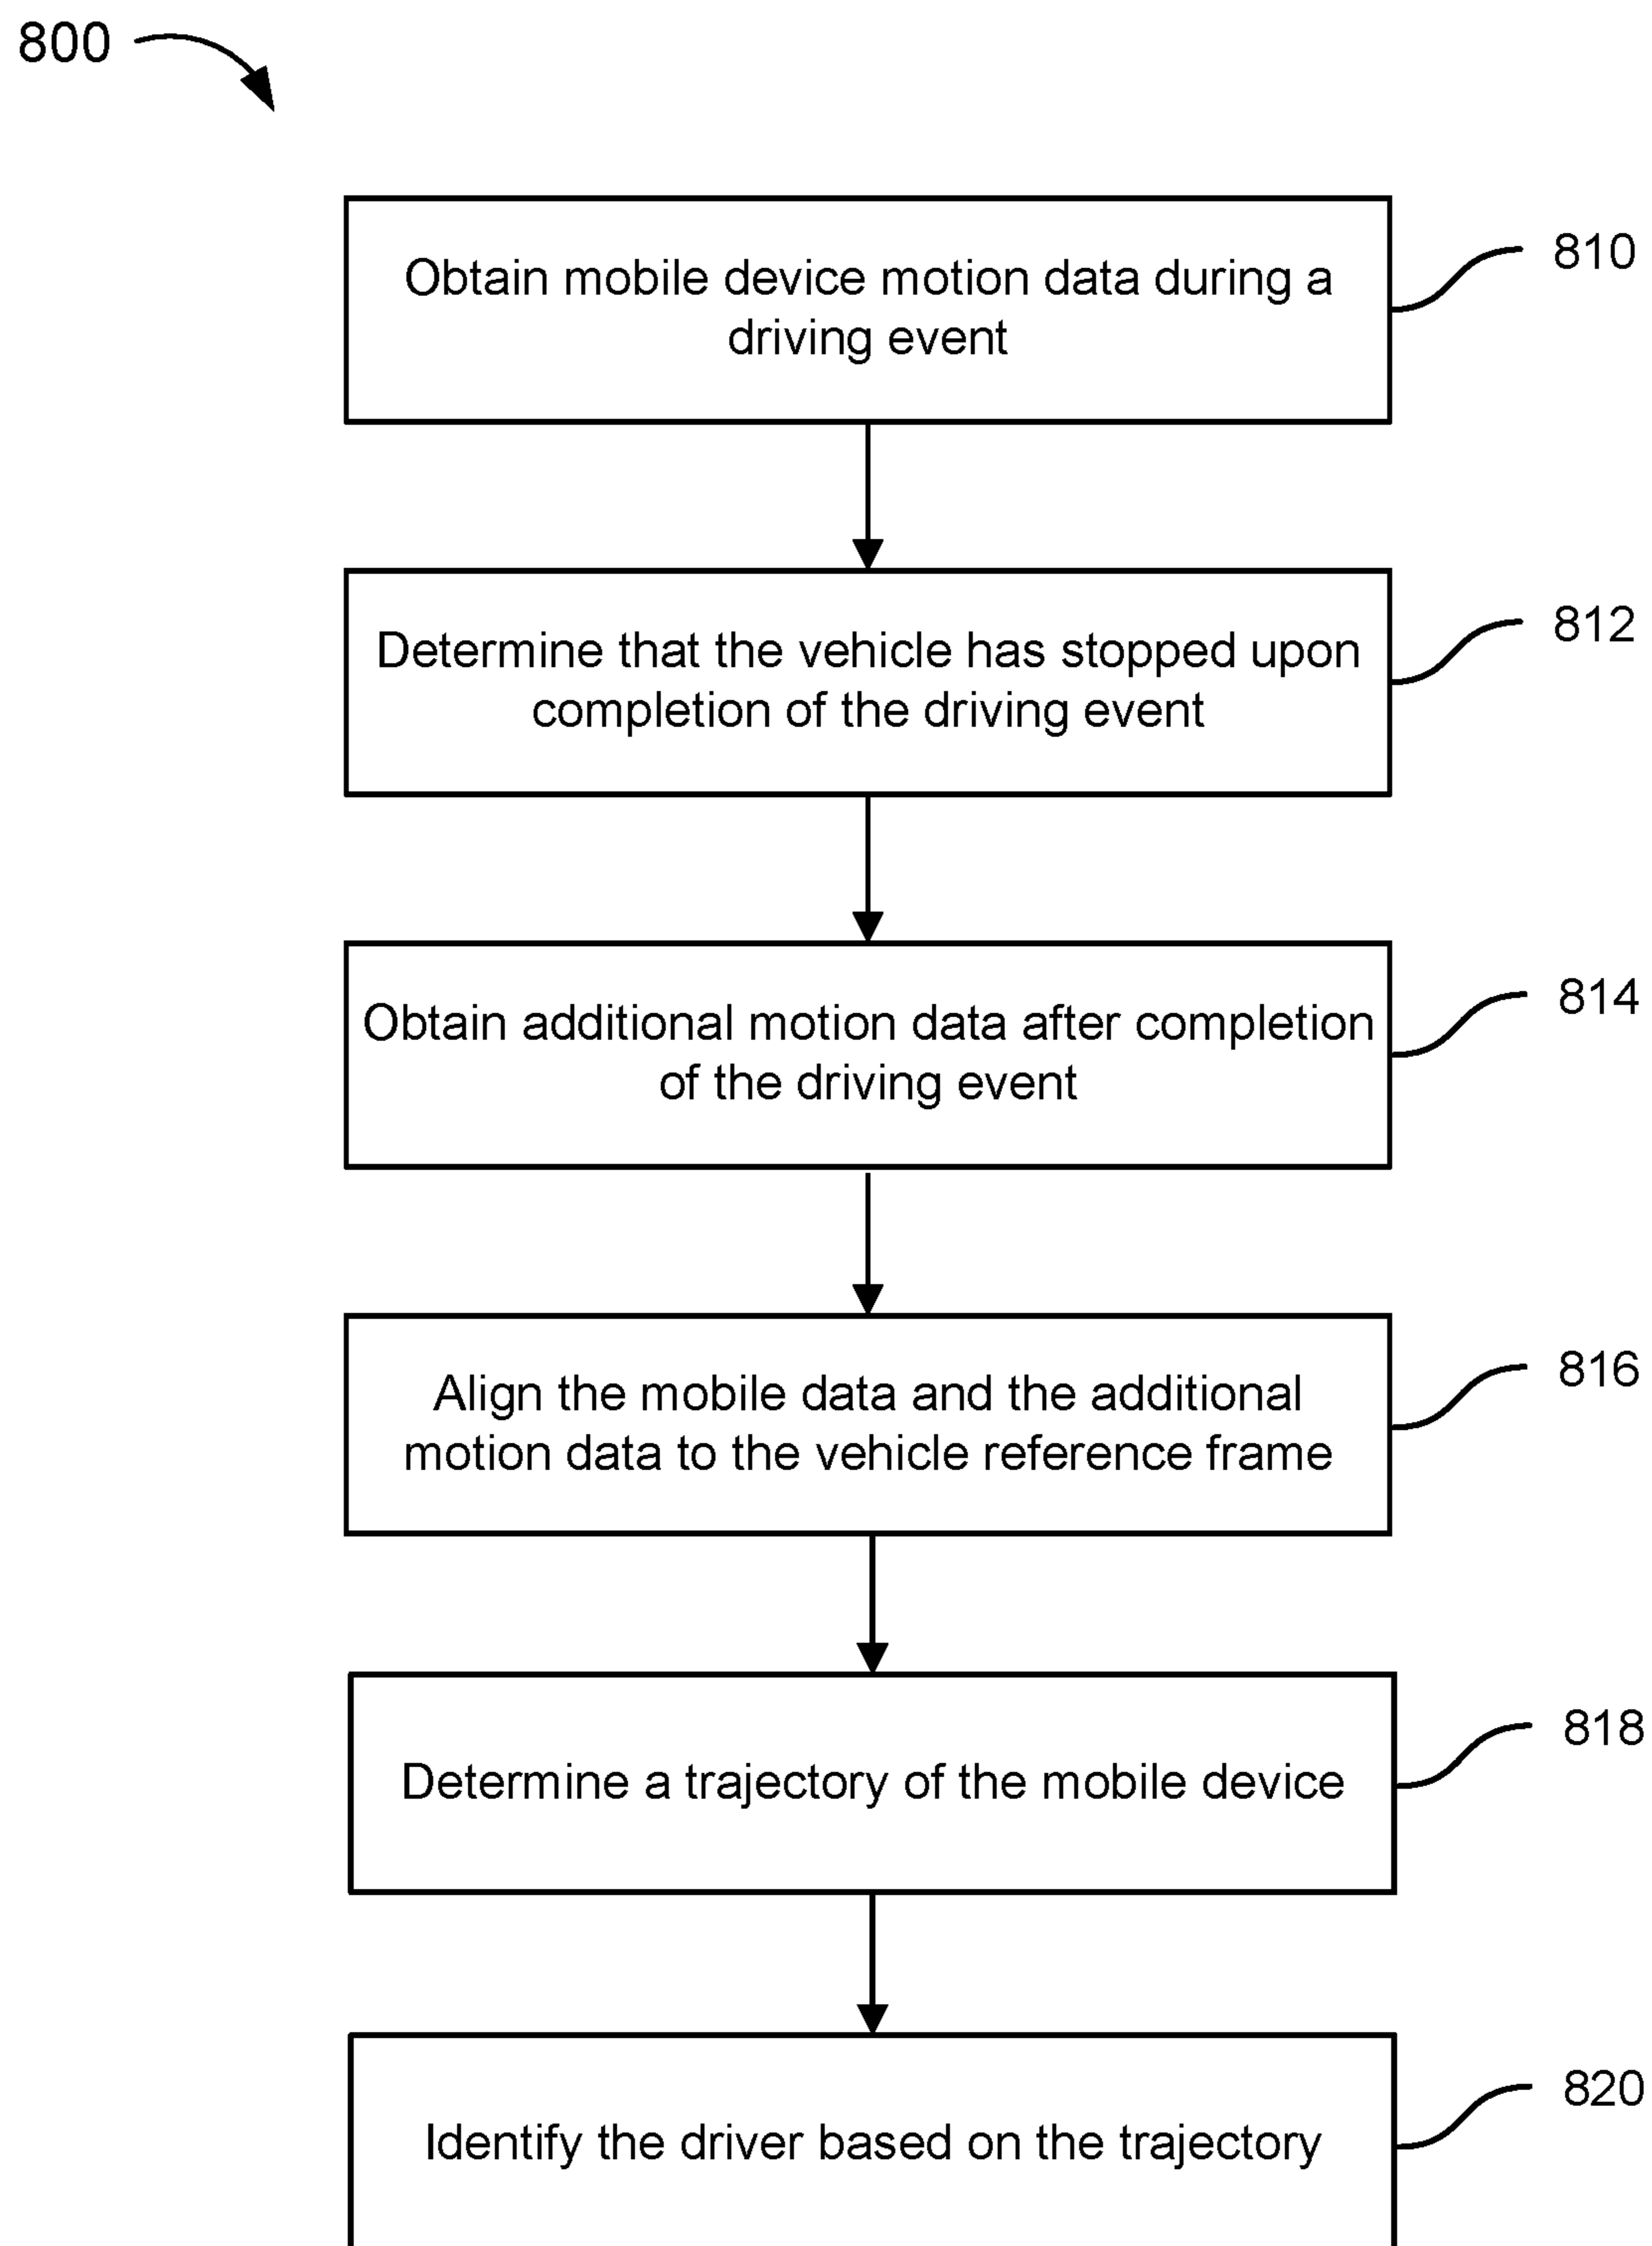 800
Obtain mobile device motion data during a
driving event
810
Determine that the vehicle has stopped upon
completion of the driving event
812
Obtain additional motion data after completion
of the driving event
814
Align the mobile data and the additional
motion data to the vehicle reference frame
816
Determine a trajectory of the mobile device
818
Identify the driver based on the trajectory
820